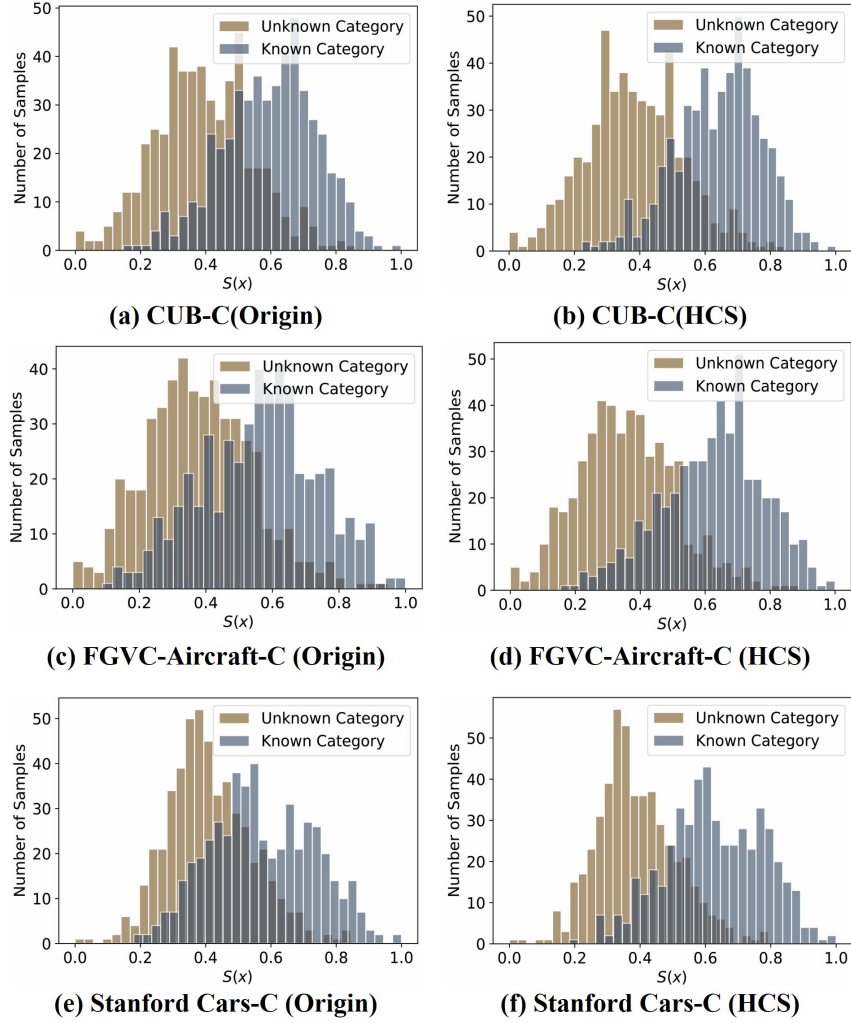 50
40
30
20
10
0
Number of Samples
Unknown Category
Known Category
0.0 0.2 0.4 0.6 0.8 1.0
S(x)
(a) CUB-C(Origin)
50
40
30
20
10
0
Number of Samples
Unknown Category
Known Category
0.0 0.2 0.4 0.6 0.8 1.0
S(x)
(b) CUB-C(HCS)
40
30
20
10
0
Number of Samples
Unknown Category
Known Category
0.0 0.2 0.4 0.6 0.8 1.0
S(x)
(c) FGVC-Aircraft-C (Origin)
50
40
30
20
10
0
Number of Samples
Unknown Category
Known Category
0.0 0.2 0.4 0.6 0.8 1.0
S(x)
(d) FGVC-Aircraft-C (HCS)
50
40
30
20
10
0
Number of Samples
Unknown Category
Known Category
0.0 0.2 0.4 0.6 0.8 1.0
S(x)
(e) Stanford Cars-C (Origin)
50
40
30
20
10
0
Number of Samples
Unknown Category
Known Category
0.0 0.2 0.4 0.6 0.8 1.0
S(x)
(f) Stanford Cars-C (HCS)